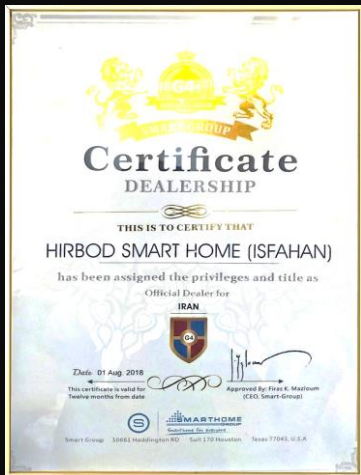 G4
SMART GROUP
Certificate
DEALERSHIP
THIS IS TO CERTIFY THAT
HIRBOD SMART HOME (ISFAHAN)
has been assigned the privileges and title as
Official Dealer for
IRAN
G4
Date 01 Aug. 2018
This certificate is valid for
Twelve months from date
Approved By: Firas K. Mazloum
(CEO, Smart-Group)
S
SMARTHOME
Smart Group 10661 Haddington RD Suit 170 Houston Texas 77043, U.S.A